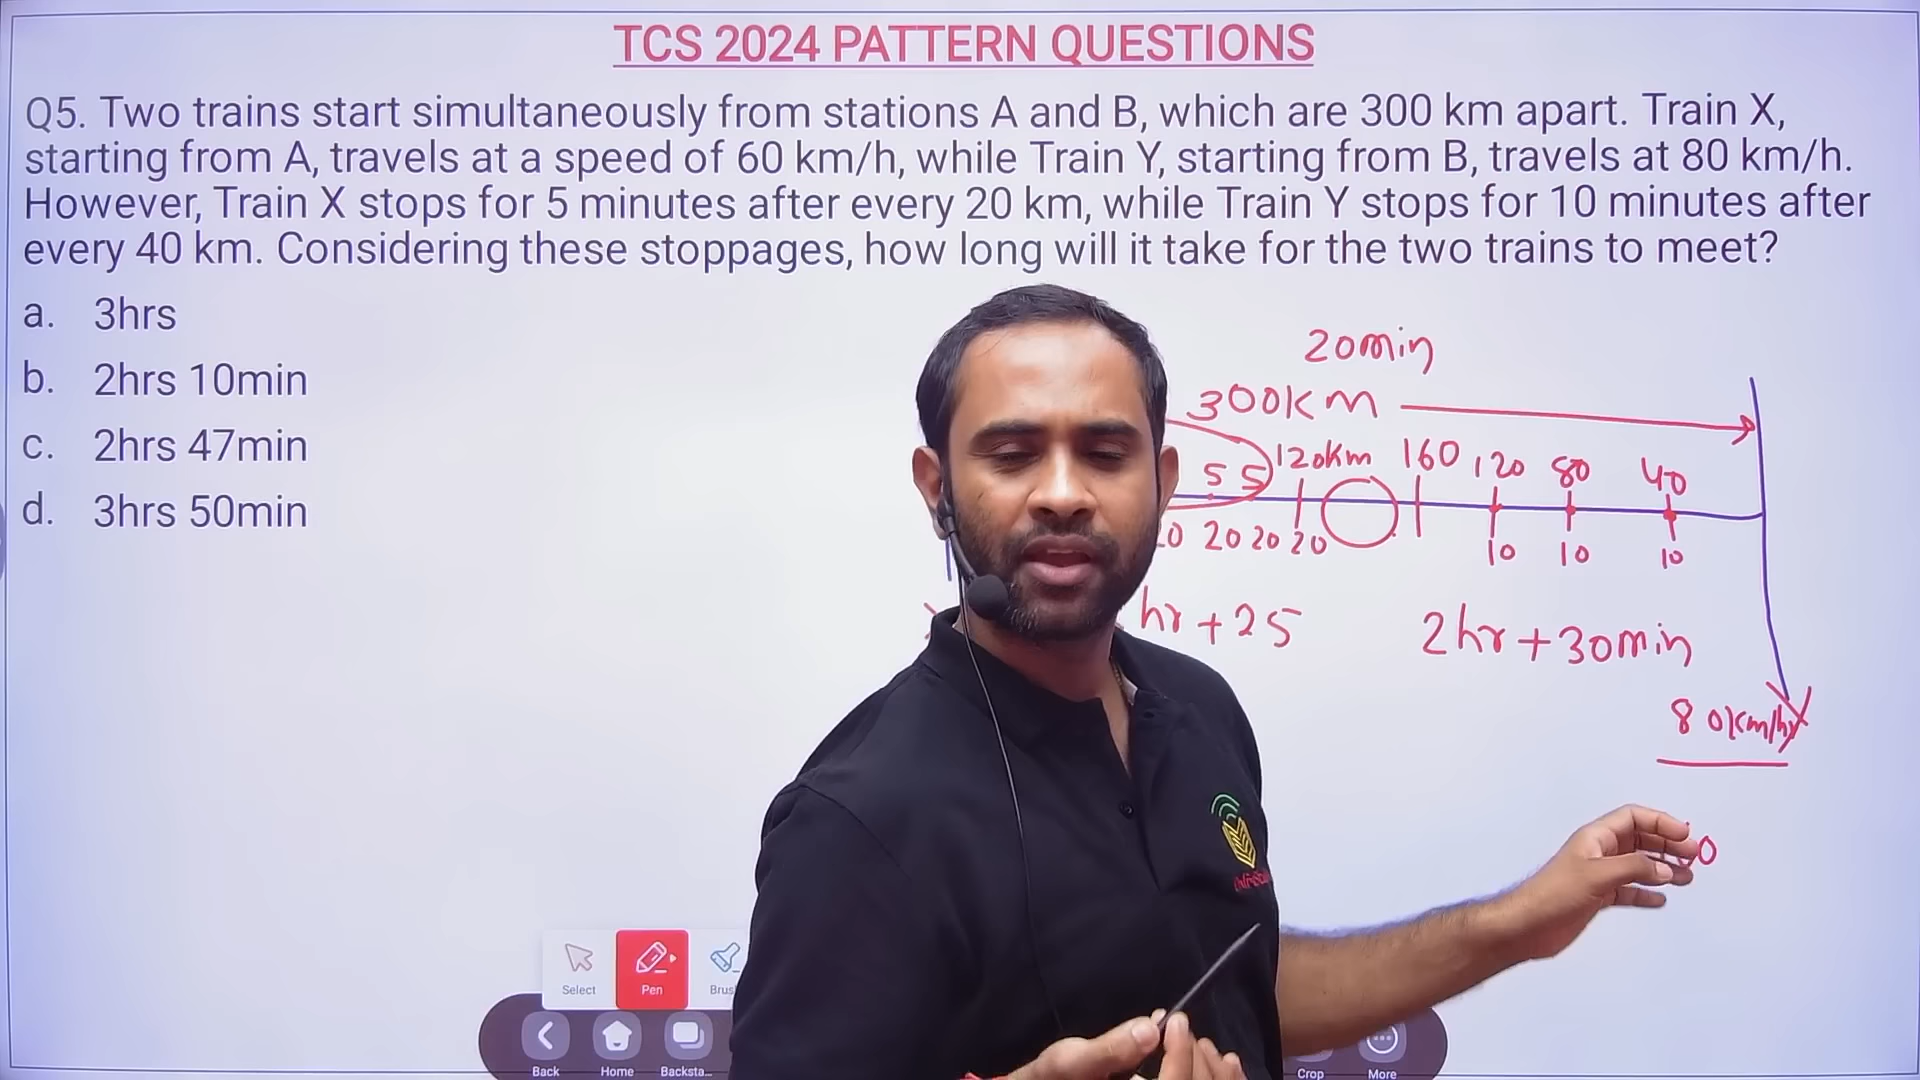 TCS 2024 PATTERN QUESTIONS
Q5. Two trains start simultaneously from stations A and B, which are 300 km apart. Train X,
starting from A, travels at a speed of 60 km/h, while Train Y, starting from B, travels at 80 km/h.
However, Train X stops for 5 minutes after every 20 km, while Train Y stops for 10 minutes after
every 40 km. Considering these stoppages, how long will it take for the two trains to meet?
a. 3hrs
b. 2hrs 10min
c. 2hrs 47min
d. 3hrs 50min
20min
300KM
5 5 120km 160 120 80 40
20 20 20 10 10 10
hr + 25 2hr + 30min
80km/hr
Select Pen
Back Home Backsta... Crop More